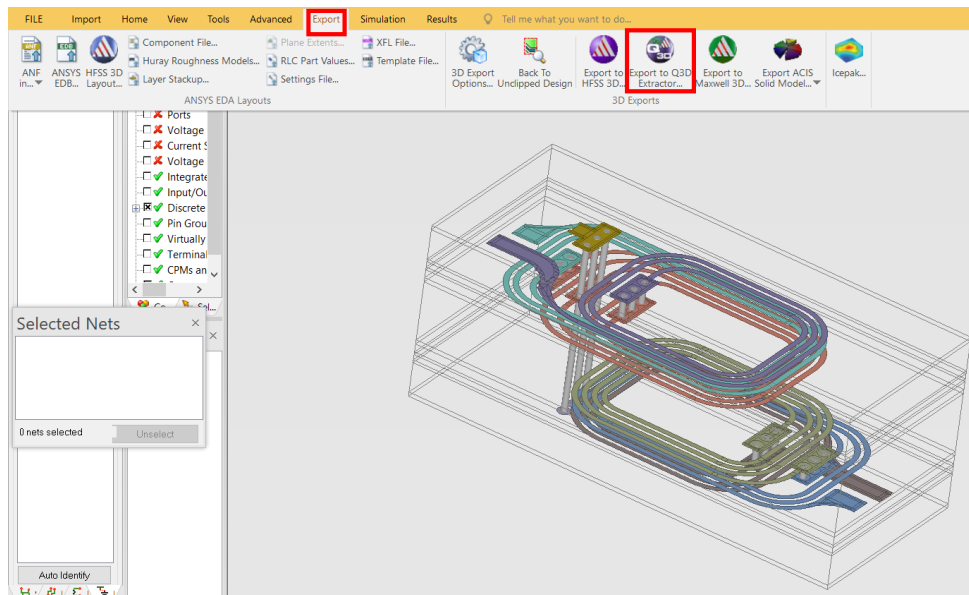 FILE Import Home View Tools Advanced Export Simulation Results Tell me what you want to do...
ANF in...
ANSYS EDB...
HFSS 3D Layout...
Component File...
Huray Roughness Models...
Layer Stackup...
Plane Extents...
RLC Part Values...
Settings File...
XFL File...
Template File...
ANSYS EDA Layouts
3D Export Options...
Back To Unclipped Design
Export to HFSS 3D...
Export to Q3D Extractor...
Export to Maxwell 3D...
Export ACIS Solid Model...
3D Exports
Icepak...
Ports
Voltage
Current S
Voltage
Integrate
Input/Ou
Discrete
Pin Grou
Virtually
Terminal
CPMs an
Selected Nets
0 nets selected
Unselect
Auto Identify